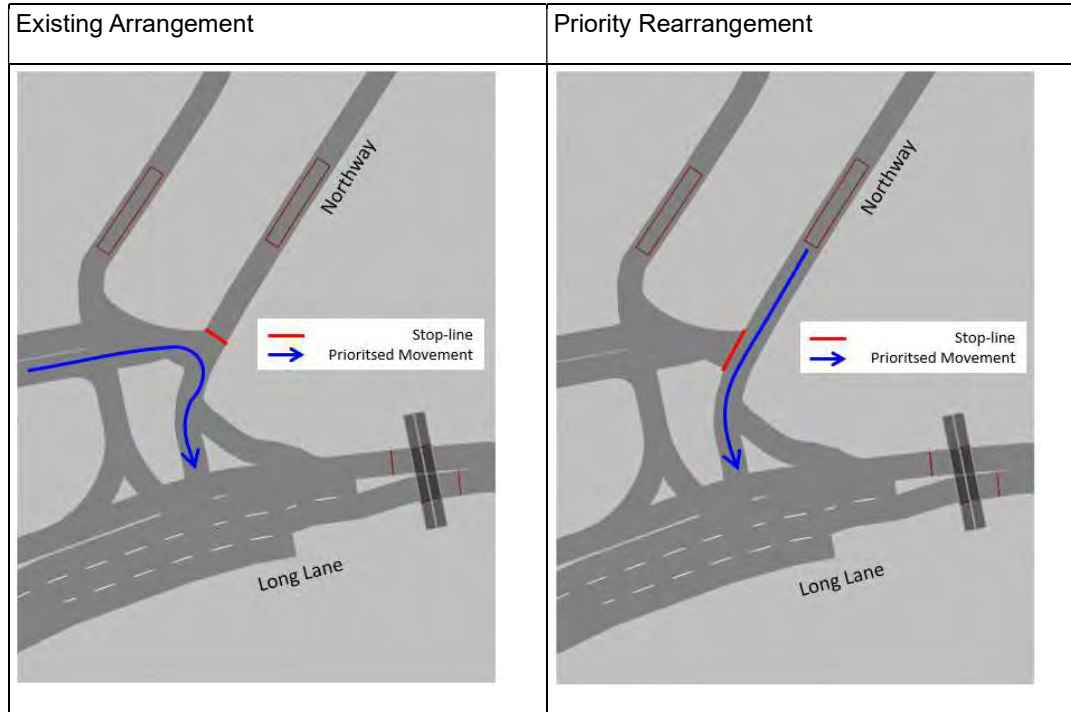 Existing Arrangement
Priority Rearrangement
Northway
Stop-line
Prioritsed Movement
Long Lane
Northway
Stop-line
Prioritsed Movement
Long Lane